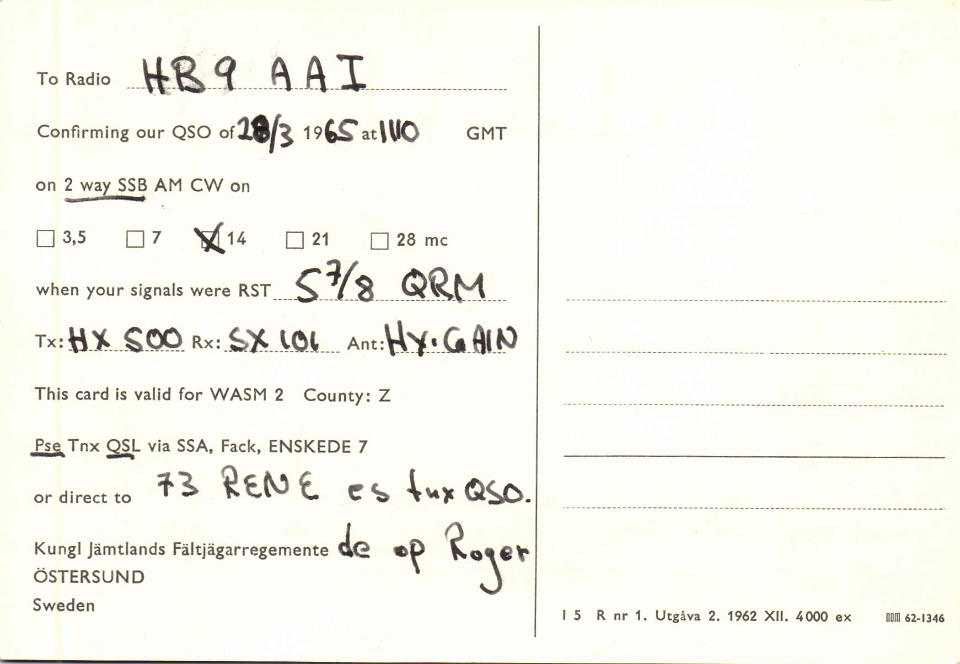 To Radio HB9 AAI
Confirming our QSO of 28/3 1965 at 1110 GMT
on 2 way SSB AM CW on
3,5 7 X 14 21 28 mc
when your signals were RST 5 7/8 QRM
Tx: HX 500 Rx: SX 101 Ant: HY-GAIN
This card is valid for WASM 2 County: Z
Pse Tnx QSL via SSA, Fack, ENSKEDE 7
or direct to 73 RENE es tnx QSO.
Kungl Jämtlands Fältjägarregemente de op Roger
ÖSTERSUND
Sweden
I 5 R nr 1. Utgåva 2. 1962 XII. 4000 ex 62-1346